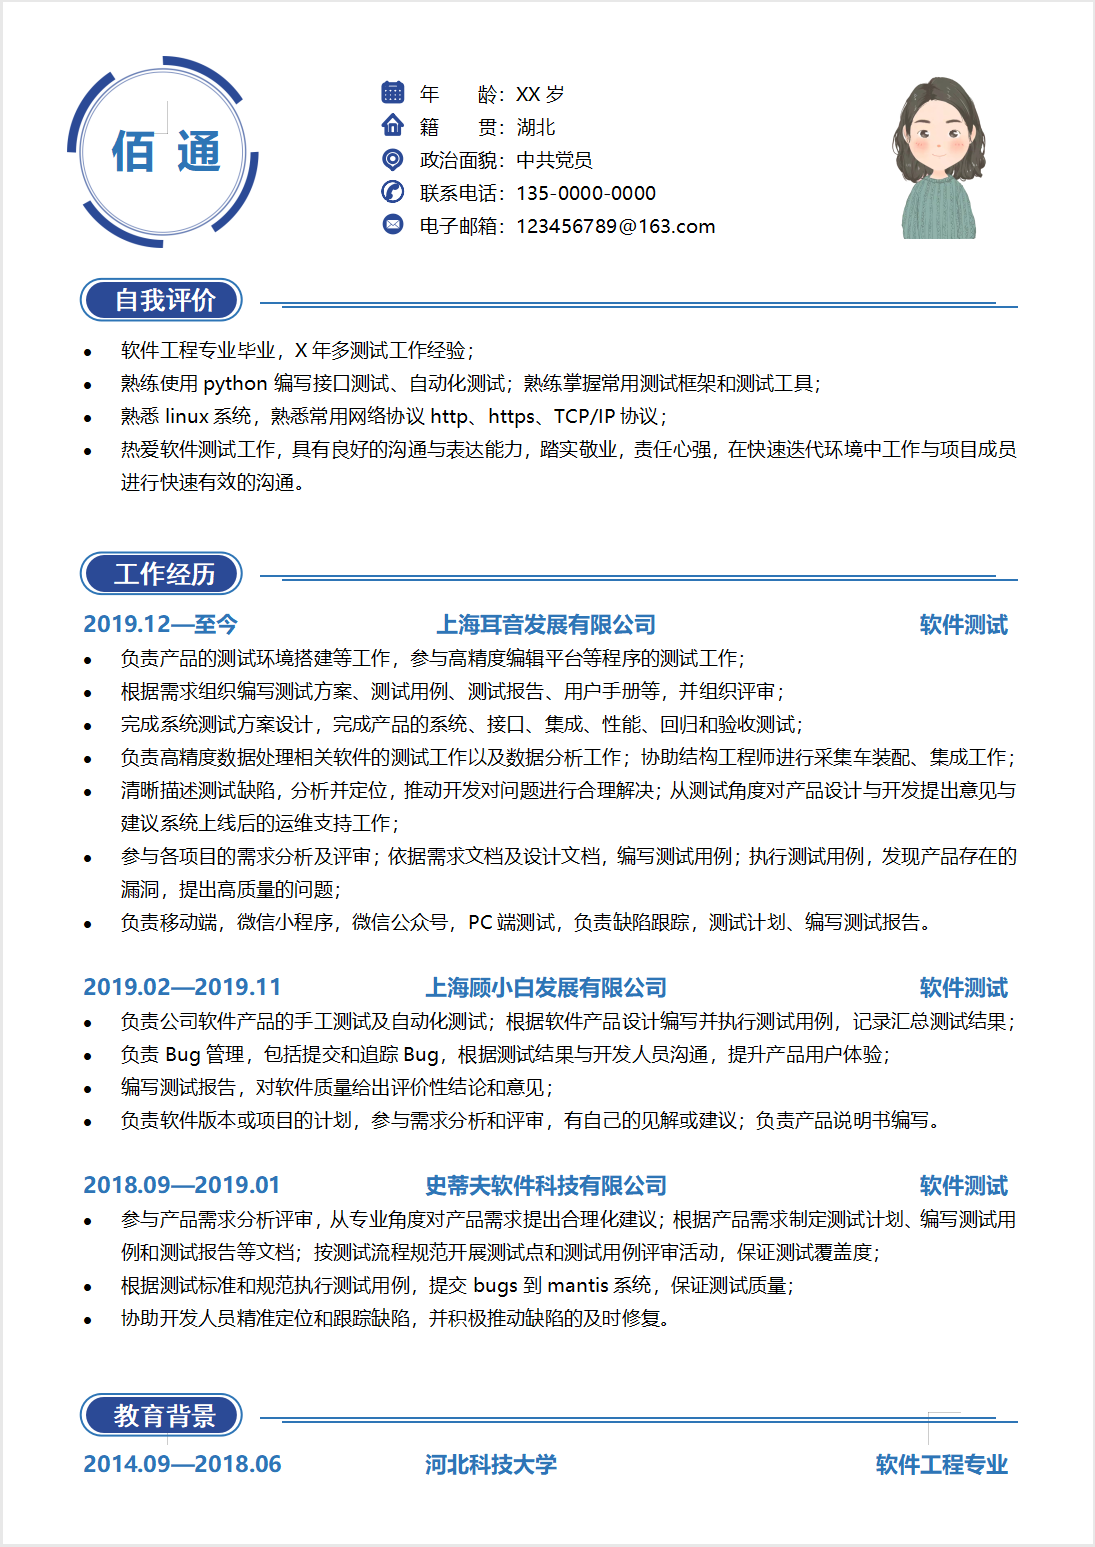 佰 通
年 龄：XX 岁
籍 贯：湖北
政治面貌：中共党员
联系电话：135-0000-0000
电子邮箱：123456789@163.com
自我评价
● 软件工程专业毕业，X 年多测试工作经验；
● 熟练使用 python 编写接口测试、自动化测试；熟练掌握常用测试框架和测试工具；
● 熟悉 linux 系统，熟悉常用网络协议 http、https、TCP/IP 协议；
● 热爱软件测试工作，具有良好的沟通与表达能力，踏实敬业，责任心强，在快速迭代环境中工作与项目成员
进行快速有效的沟通。
工作经历
2019.12—至今 上海耳音发展有限公司 软件测试
● 负责产品的测试环境搭建等工作，参与高精度编辑平台等程序的测试工作；
● 根据需求组织编写测试方案、测试用例、测试报告、用户手册等，并组织评审；
● 完成系统测试方案设计，完成产品的系统、接口、集成、性能、回归和验收测试；
● 负责高精度数据处理相关软件的测试工作以及数据分析工作；协助结构工程师进行采集车装配、集成工作；
● 清晰描述测试缺陷，分析并定位，推动开发对问题进行合理解决；从测试角度对产品设计与开发提出意见与
建议系统上线后的运维支持工作；
● 参与各项目的需求分析及评审；依据需求文档及设计文档，编写测试用例；执行测试用例，发现产品存在的
漏洞，提出高质量的问题；
● 负责移动端，微信小程序，微信公众号，PC 端测试，负责缺陷跟踪，测试计划、编写测试报告。
2019.02—2019.11 上海顾小白发展有限公司 软件测试
● 负责公司软件产品的手工测试及自动化测试；根据软件产品设计编写并执行测试用例，记录汇总测试结果；
● 负责 Bug 管理，包括提交和追踪 Bug，根据测试结果与开发人员沟通，提升产品用户体验；
● 编写测试报告，对软件质量给出评价性结论和意见；
● 负责软件版本或项目的计划，参与需求分析和评审，有自己的见解或建议；负责产品说明书编写。
2018.09—2019.01 史蒂夫软件科技有限公司 软件测试
● 参与产品需求分析评审，从专业角度对产品需求提出合理化建议；根据产品需求制定测试计划、编写测试用
例和测试报告等文档；按测试流程规范开展测试点和测试用例评审活动，保证测试覆盖度；
● 根据测试标准和规范执行测试用例，提交 bugs 到 mantis 系统，保证测试质量；
● 协助开发人员精准定位和跟踪缺陷，并积极推动缺陷的及时修复。
教育背景
2014.09—2018.06 河北科技大学 软件工程专业